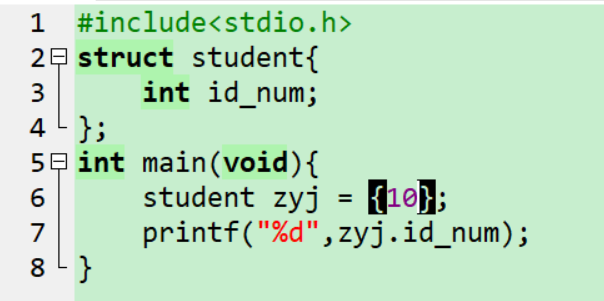 1 #include<stdio.h>
2 struct student{
3     int id_num;
4 };
5 int main(void){
6     student zyj = {10};
7     printf("%d",zyj.id_num);
8 }